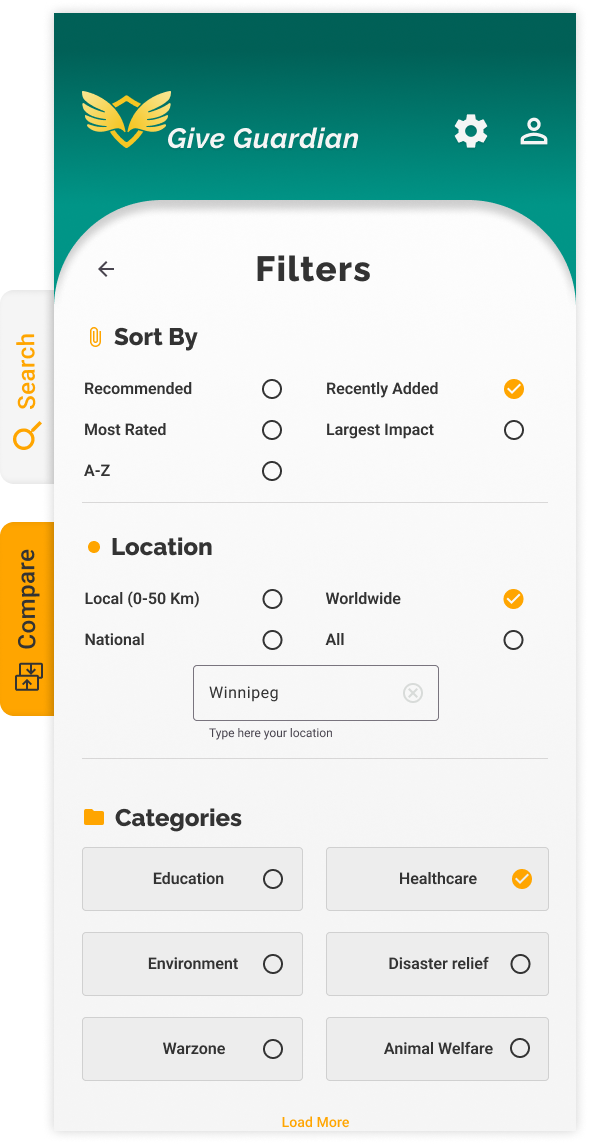 Give Guardian
Filters
Search
Compare
Sort By
Recommended
Recently Added
Most Rated
Largest Impact
A-Z
Location
Local (0-50 Km)
Worldwide
National
All
Winnipeg
Type here your location
Categories
Education
Healthcare
Environment
Disaster relief
Warzone
Animal Welfare
Load More